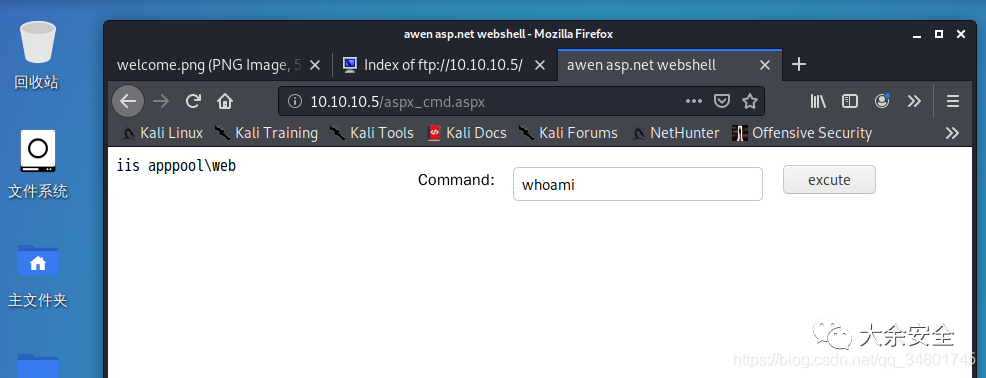 回收站
文件系统
主文件夹
awen asp.net webshell - Mozilla Firefox
welcome.png (PNG Image, 5
Index of ftp://10.10.10.5/
awen asp.net webshell
10.10.10.5/aspx_cmd.aspx
Kali Linux Kali Training Kali Tools Kali Docs Kali Forums NetHunter Offensive Security
iis apppool\web
Command: whoami excute
大余安全
https://blog.csdn.net/qq_34801745